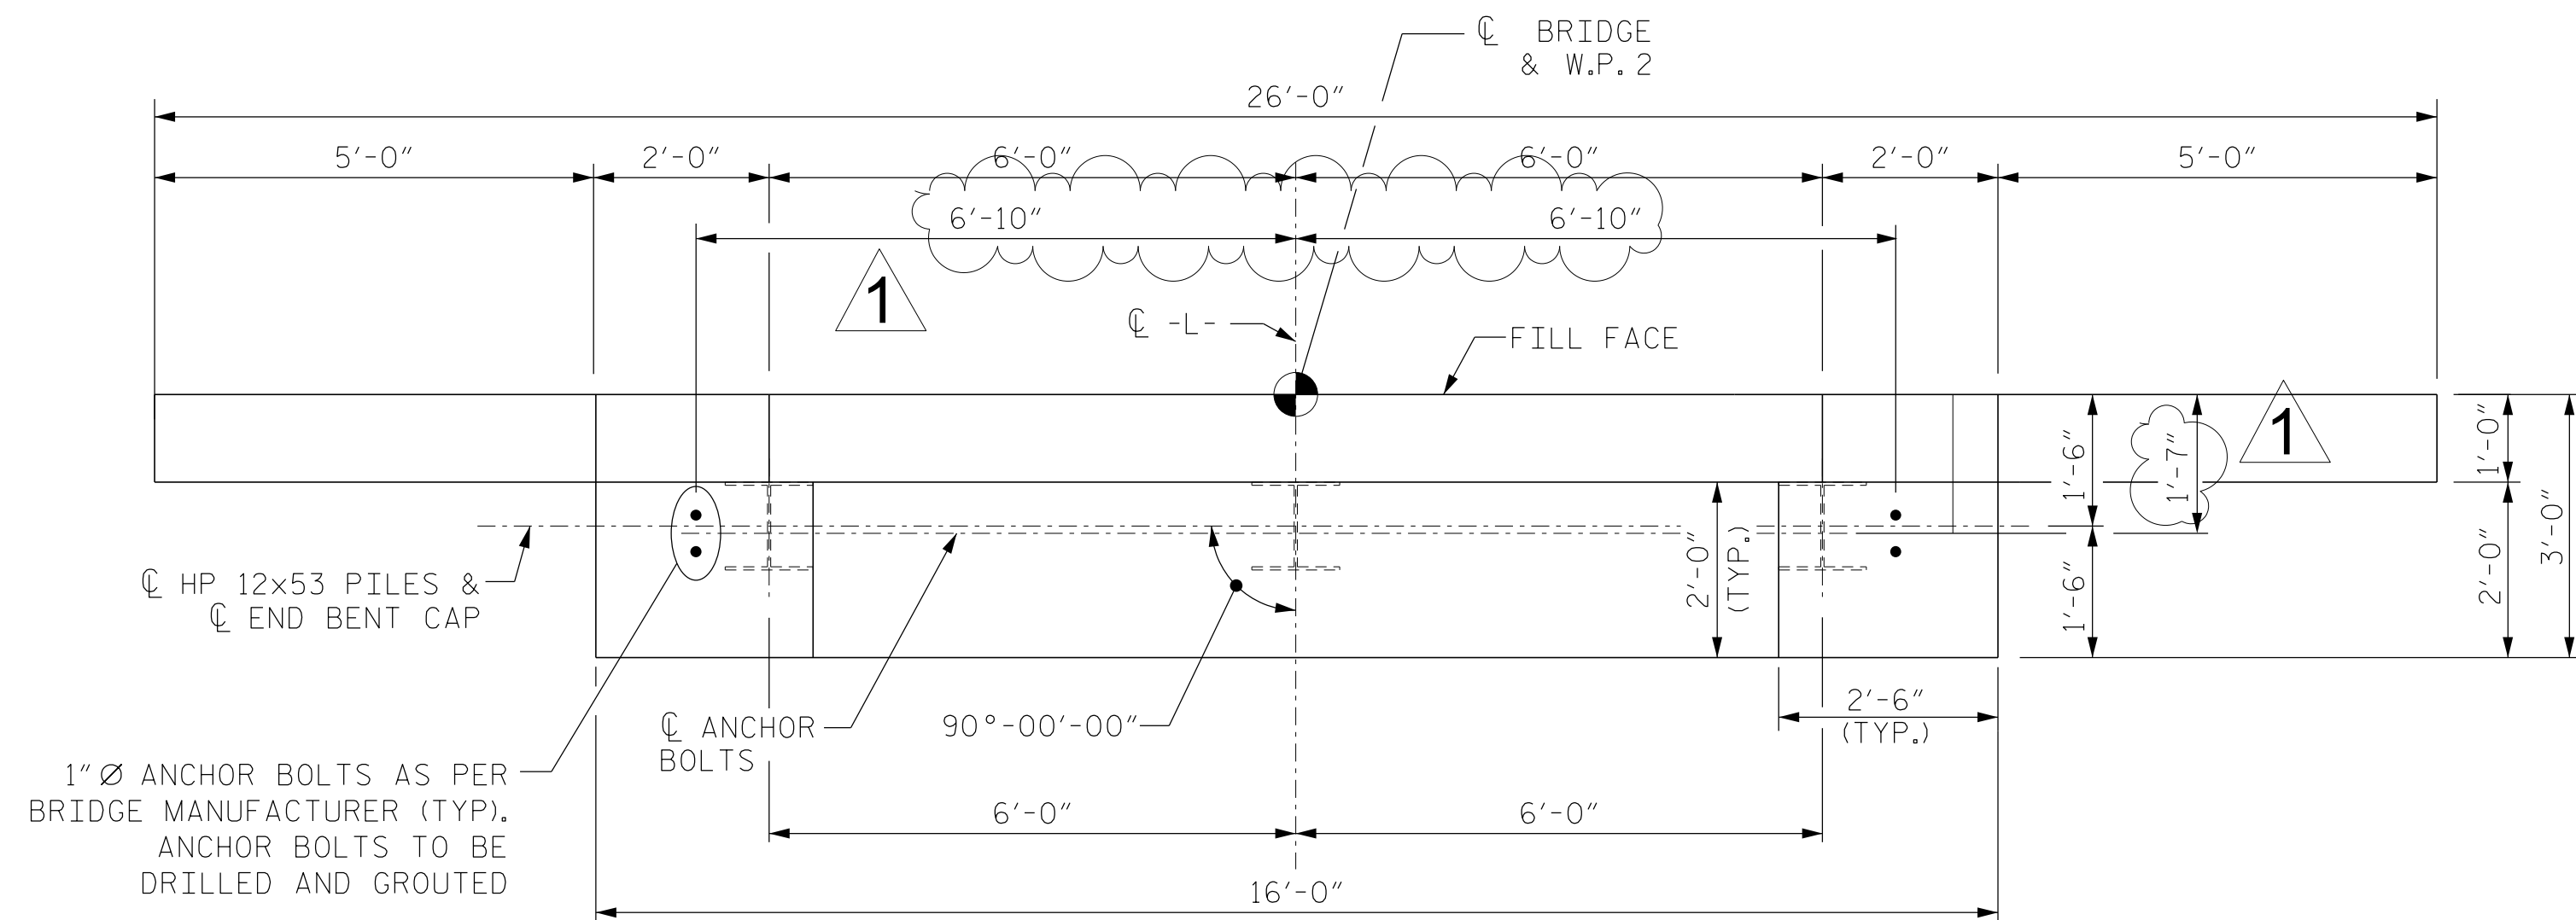 ℄ BRIDGE
& W.P. 2
26'-0"
5'-0"
2'-0"
6'-0"
6'-0"
2'-0"
5'-0"
6'-10"
6'-10"
1
℄ -L-
FILL FACE
1
1'-6"
1'-7"
1'-0"
℄ HP 12x53 PILES &
℄ END BENT CAP
2'-0"
(TYP.)
1'-6"
2'-0"
3'-0"
2'-6"
(TYP.)
℄ ANCHOR
BOLTS
90°-00'-00"
1"Ø ANCHOR BOLTS AS PER
BRIDGE MANUFACTURER (TYP).
ANCHOR BOLTS TO BE
DRILLED AND GROUTED
6'-0"
6'-0"
16'-0"